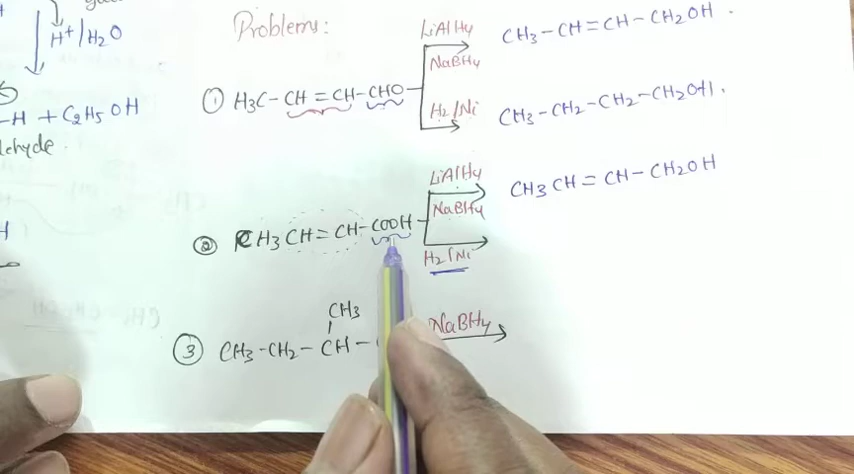 H⁺/H₂O
-H + C₂H₅OH
Problems:
① H₃C-CH=CH-CHO
LiAlH₄
NaBH₄
CH₃-CH=CH-CH₂OH.
H₂/Ni
CH₃-CH₂-CH₂-CH₂OH.
② CH₃CH=CH-COOH
LiAlH₄
NaBH₄
CH₃CH=CH-CH₂OH
H₂/Ni
CH₃
③ CH₃-CH₂-CH-
NaBH₄